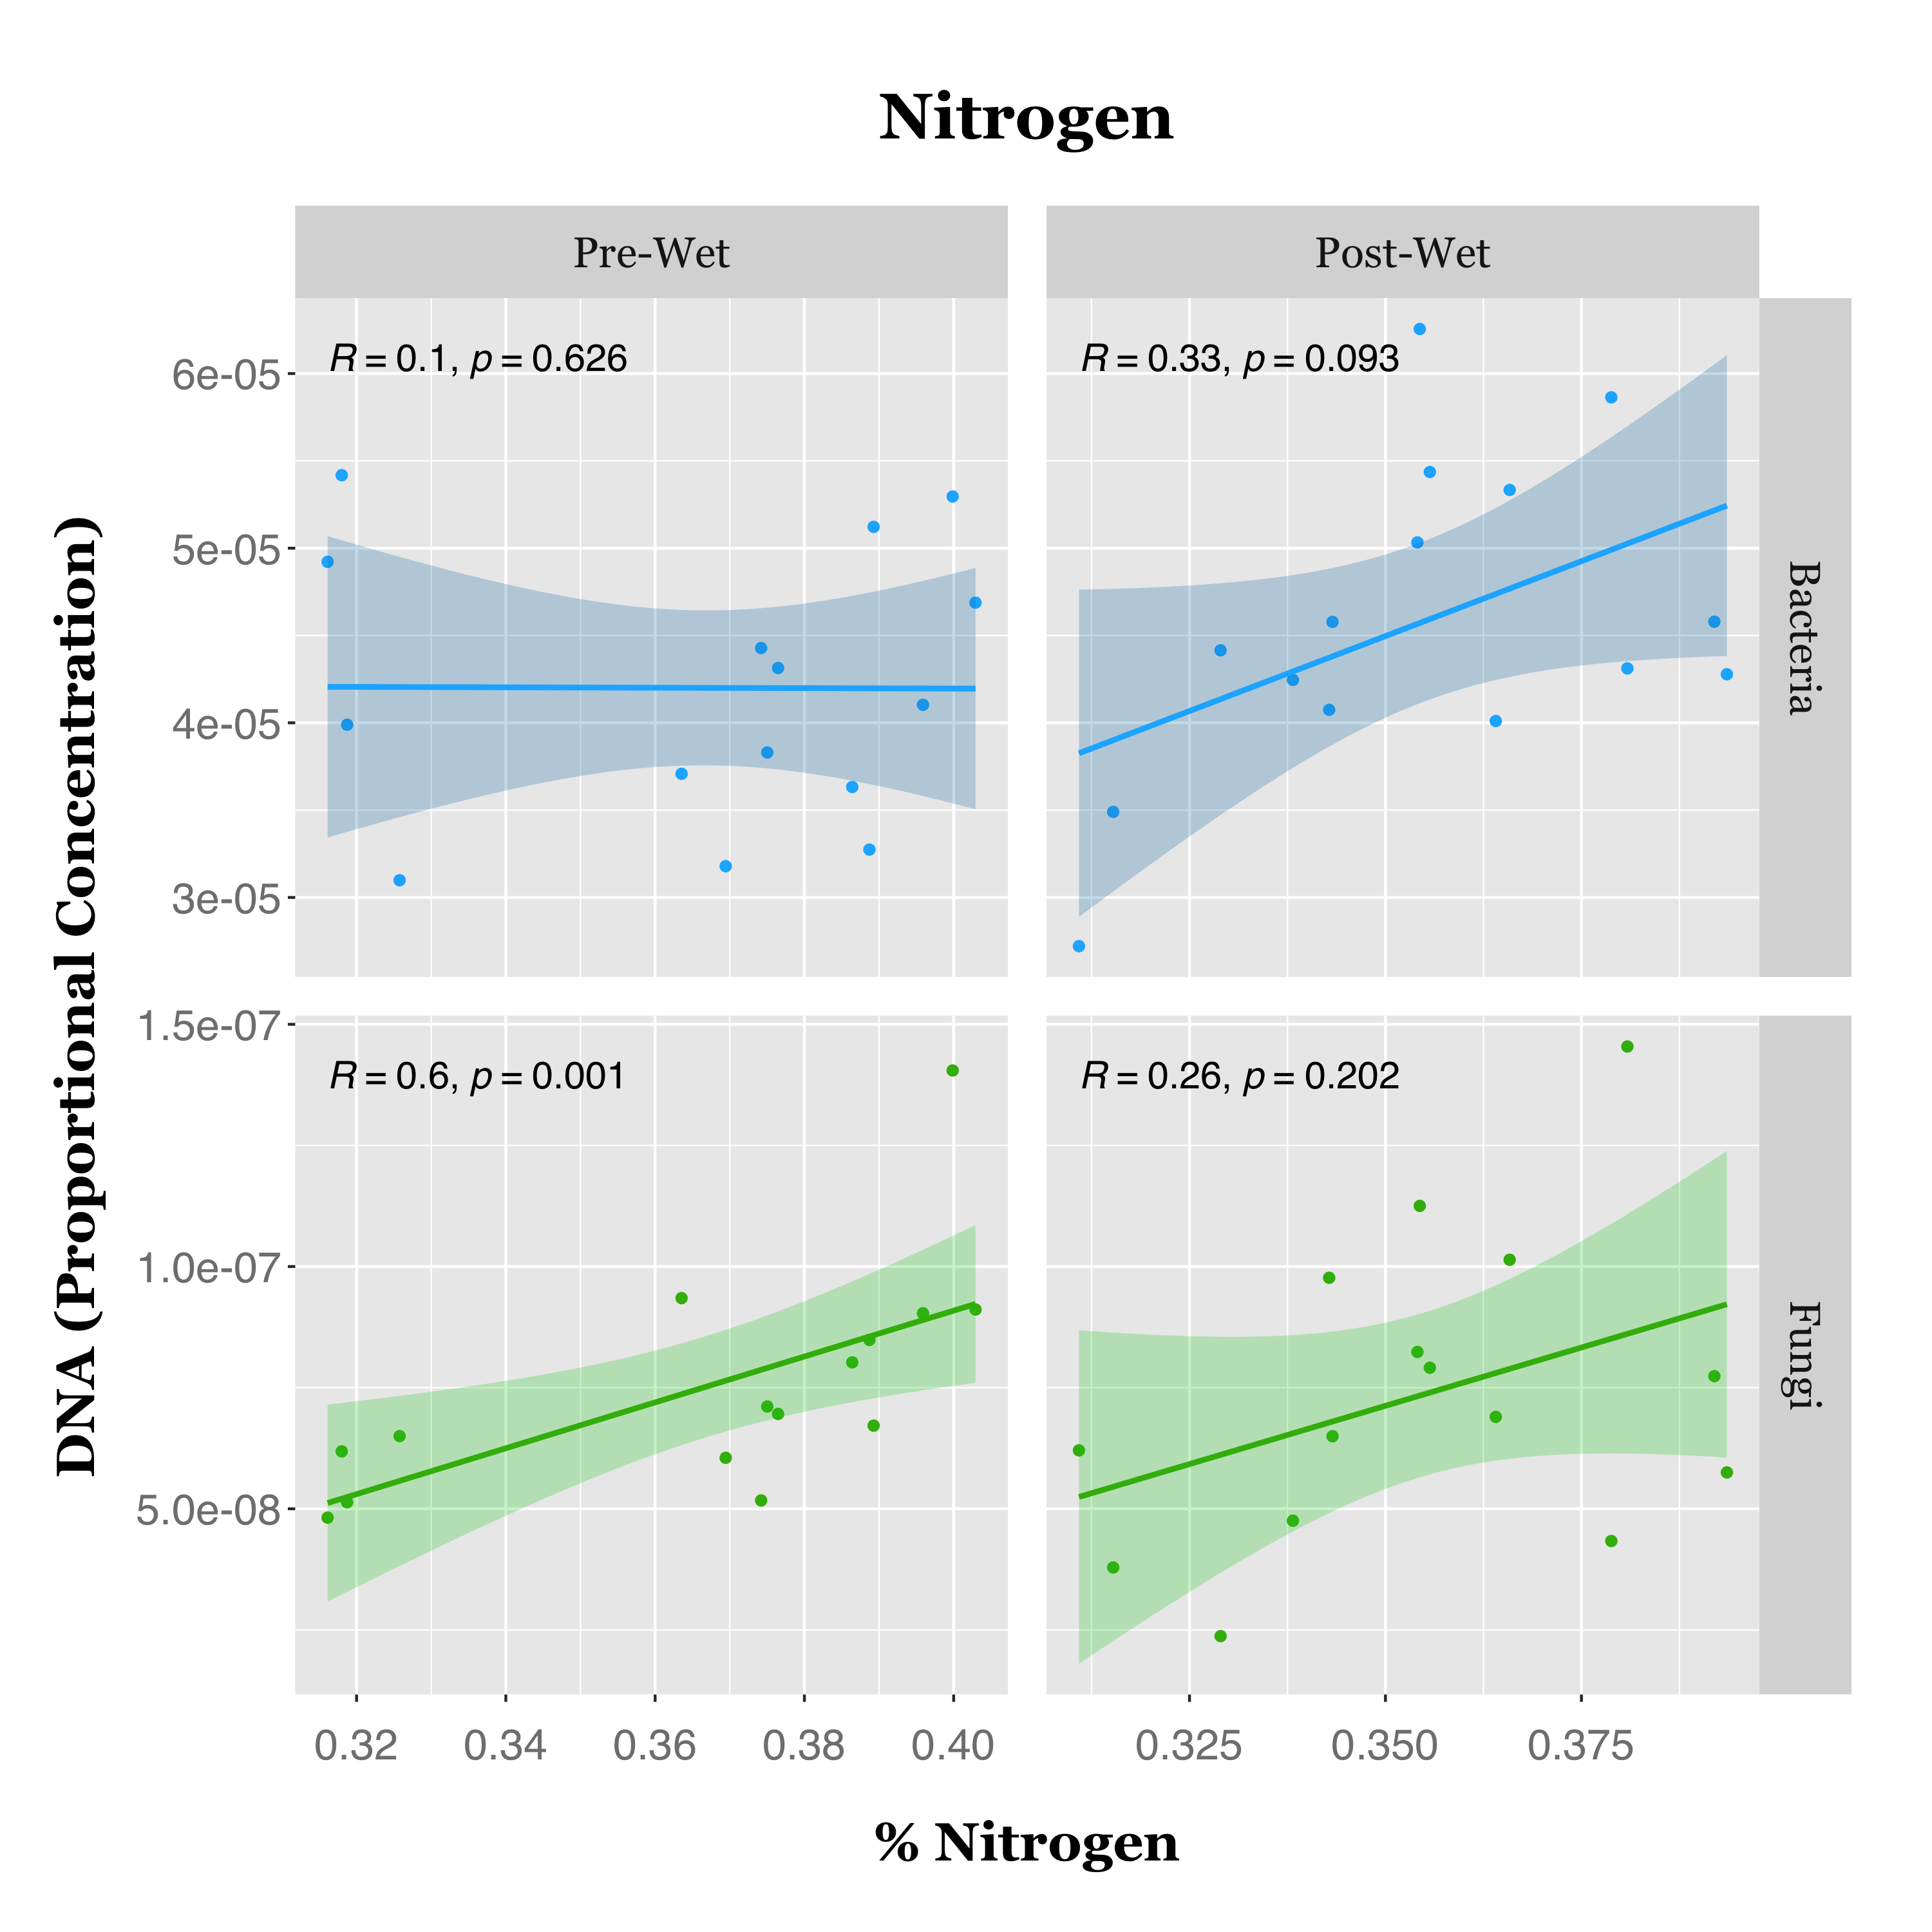 Nitrogen
Pre-Wet
Post-Wet
R = 0.1, p = 0.626
R = 0.33, p = 0.093
6e-05
5e-05
4e-05
3e-05
Bacteria
DNA (Proportional Concentration)
R = 0.6, p = 0.001
R = 0.26, p = 0.202
1.5e-07
1.0e-07
5.0e-08
Fungi
0.32 0.34 0.36 0.38 0.40
0.325 0.350 0.375
% Nitrogen